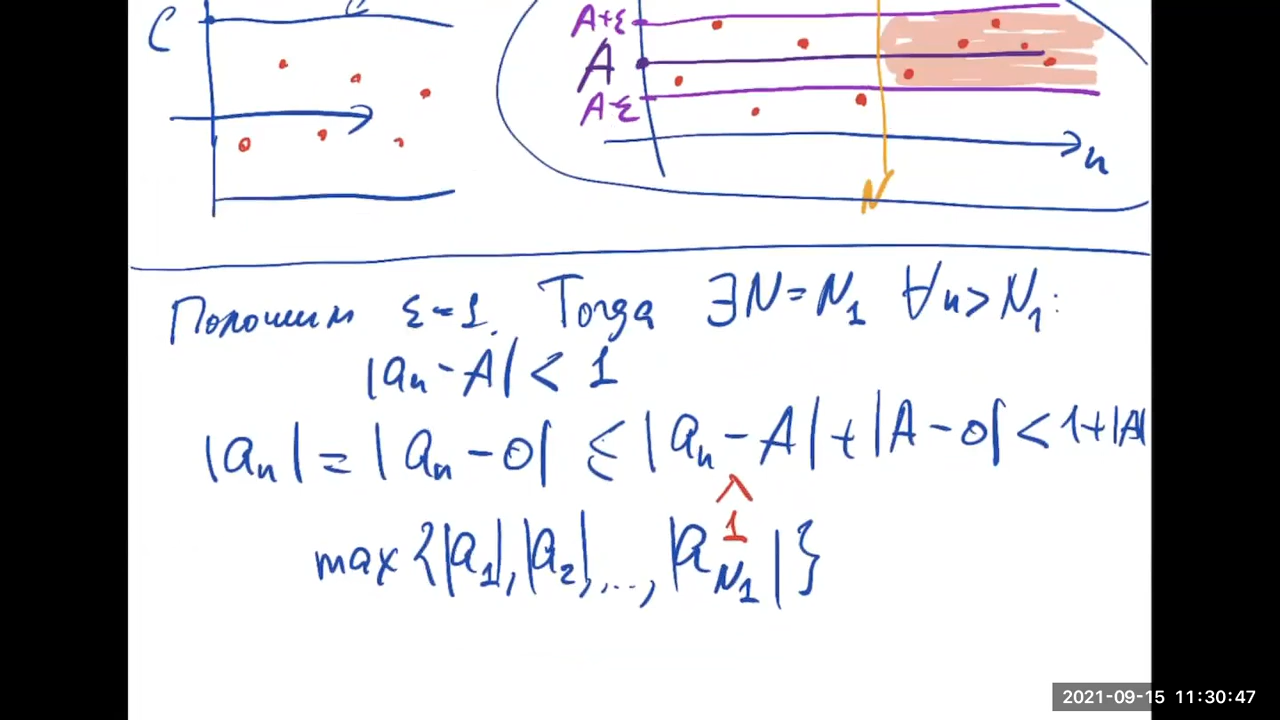 C
A+ε
A
A-ε
n
N
Положим ε=1. Тогда ∃N=N₁ ∀n>N₁:
|aₙ-A|<1
|aₙ|=|aₙ-0| ≤ |aₙ-A|+|A-0|<1+|A|
∧
1
max{|a₁|,|a₂|,...,|a_N₁|}
2021-09-15 11:30:47